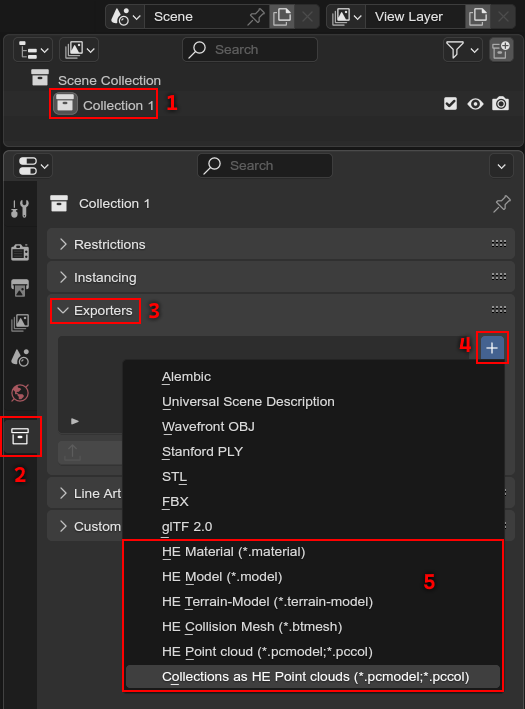 Scene
View Layer
Search
Scene Collection
Collection 1
1
Search
Collection 1
Restrictions
Instancing
Exporters
3
4
Alembic
Universal Scene Description
Wavefront OBJ
Stanford PLY
2
STL
Line Art
FBX
Custom
glTF 2.0
HE Material (*.material)
HE Model (*.model)
5
HE Terrain-Model (*.terrain-model)
HE Collision Mesh (*.btmesh)
HE Point cloud (*.pcmodel;*.pccol)
Collections as HE Point clouds (*.pcmodel;*.pccol)